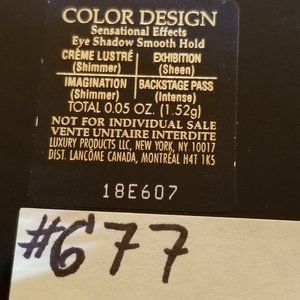 COLOR DESIGN
Sensational Effects
Eye Shadow Smooth Hold
CRÈME LUSTRÉ EXHIBITION
(Shimmer) (Sheen)
IMAGINATION BACKSTAGE PASS
(Shimmer) (Intense)
TOTAL 0.05 OZ. (1.52g)
NOT FOR INDIVIDUAL SALE
VENTE UNITAIRE INTERDITE
LUXURY PRODUCTS LLC, NEW YORK, NY 10017
DIST. LANCÔME CANADA, MONTRÉAL H4T 1K5
18E607
#677